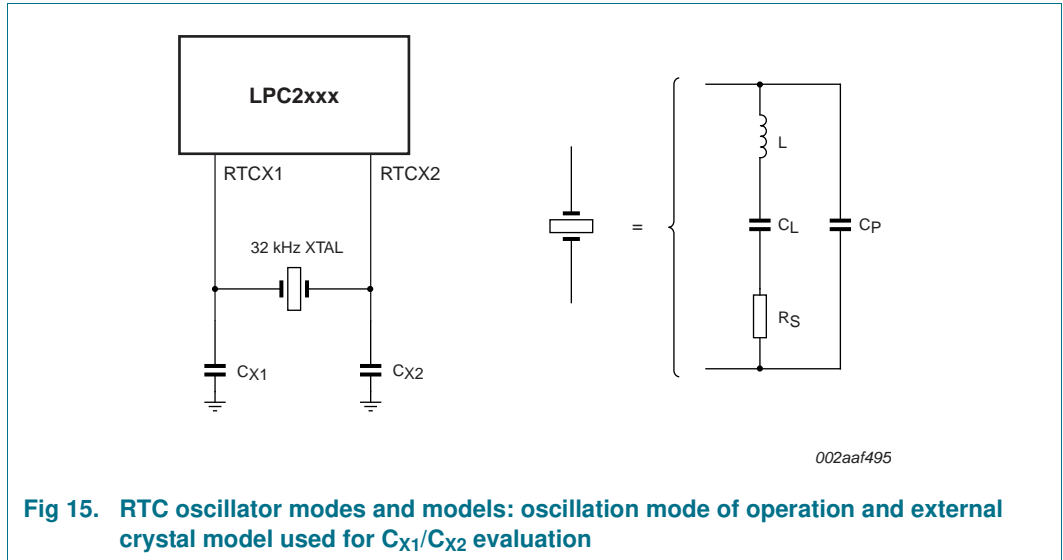 LPC2xxx
RTCX1 RTCX2
32 kHz XTAL
CX1 CX2
=
L
CL CP
RS
002aaf495
Fig 15. RTC oscillator modes and models: oscillation mode of operation and external
crystal model used for CX1/CX2 evaluation